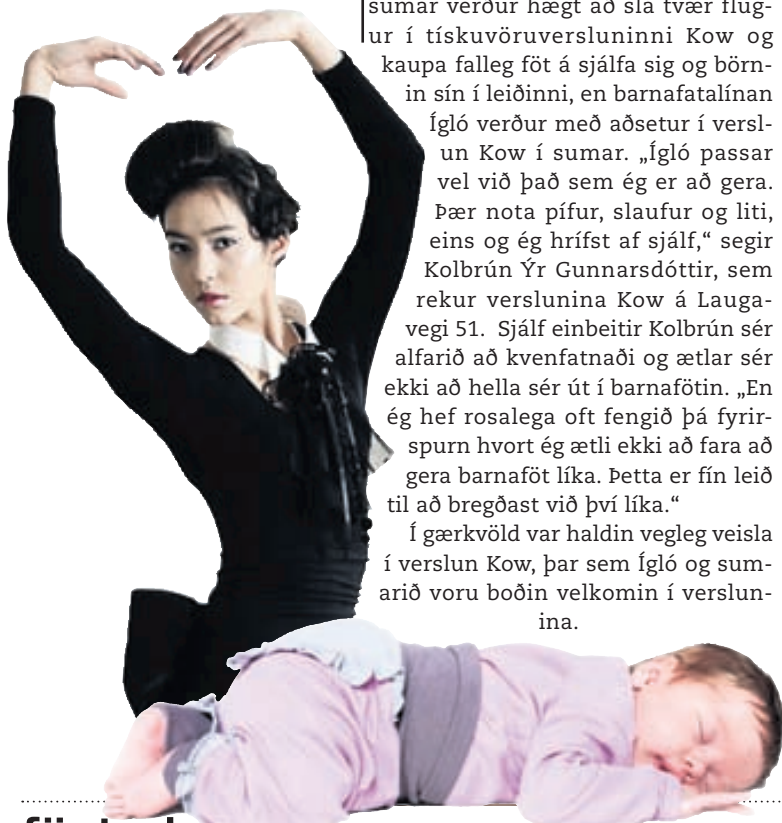 sumar verður hægt að slá tvær flug-
ur í tískuvöruversluninni Kow og
kaupa falleg föt á sjálfa sig og börn-
in sín í leiðinni, en barnafatalínan
Ígló verður með aðsetur í versl-
un Kow í sumar. „Ígló passar
vel við það sem ég er að gera.
Þær nota pífur, slaufur og liti,
eins og ég hrífst af sjálf,“ segir
Kolbrún Ýr Gunnarsdóttir, sem
rekur verslunina Kow á Lauga-
vegi 51. Sjálf einbeitir Kolbrún sér
alfarið að kvenfatnaði og ætlar sér
ekki að hella sér út í barnafötin. „En
ég hef rosalega oft fengið þá fyrir-
spurn hvort ég ætli ekki að fara að
gera barnaföt líka. Þetta er fín leið
til að bregðast við því líka.“
Í gærkvöld var haldin vegleg veisla
í verslun Kow, þar sem Ígló og sum-
arið voru boðin velkomin í verslun-
ina.